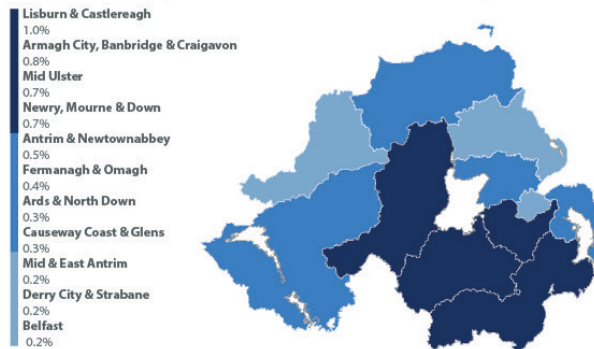 Lisburn & Castlereagh
1.0%
Armagh City, Banbridge & Craigavon
0.8%
Mid Ulster
0.7%
Newry, Mourne & Down
0.7%
Antrim & Newtownabbey
0.5%
Fermanagh & Omagh
0.4%
Ards & North Down
0.3%
Causeway Coast & Glens
0.3%
Mid & East Antrim
0.2%
Derry City & Strabane
0.2%
Belfast
0.2%